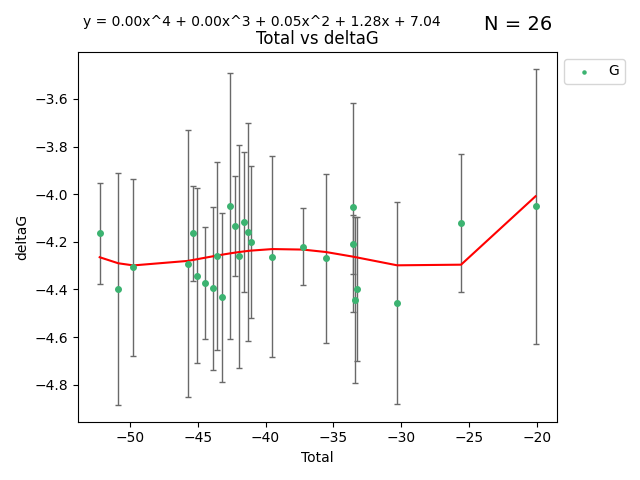 y = 0.00x^4 + 0.00x^3 + 0.05x^2 + 1.28x + 7.04
N = 26
Total vs deltaG
G
−3.6
−3.8
−4.0
−4.2
−4.4
−4.6
−4.8
deltaG
−50
−45
−40
−35
−30
−25
−20
Total